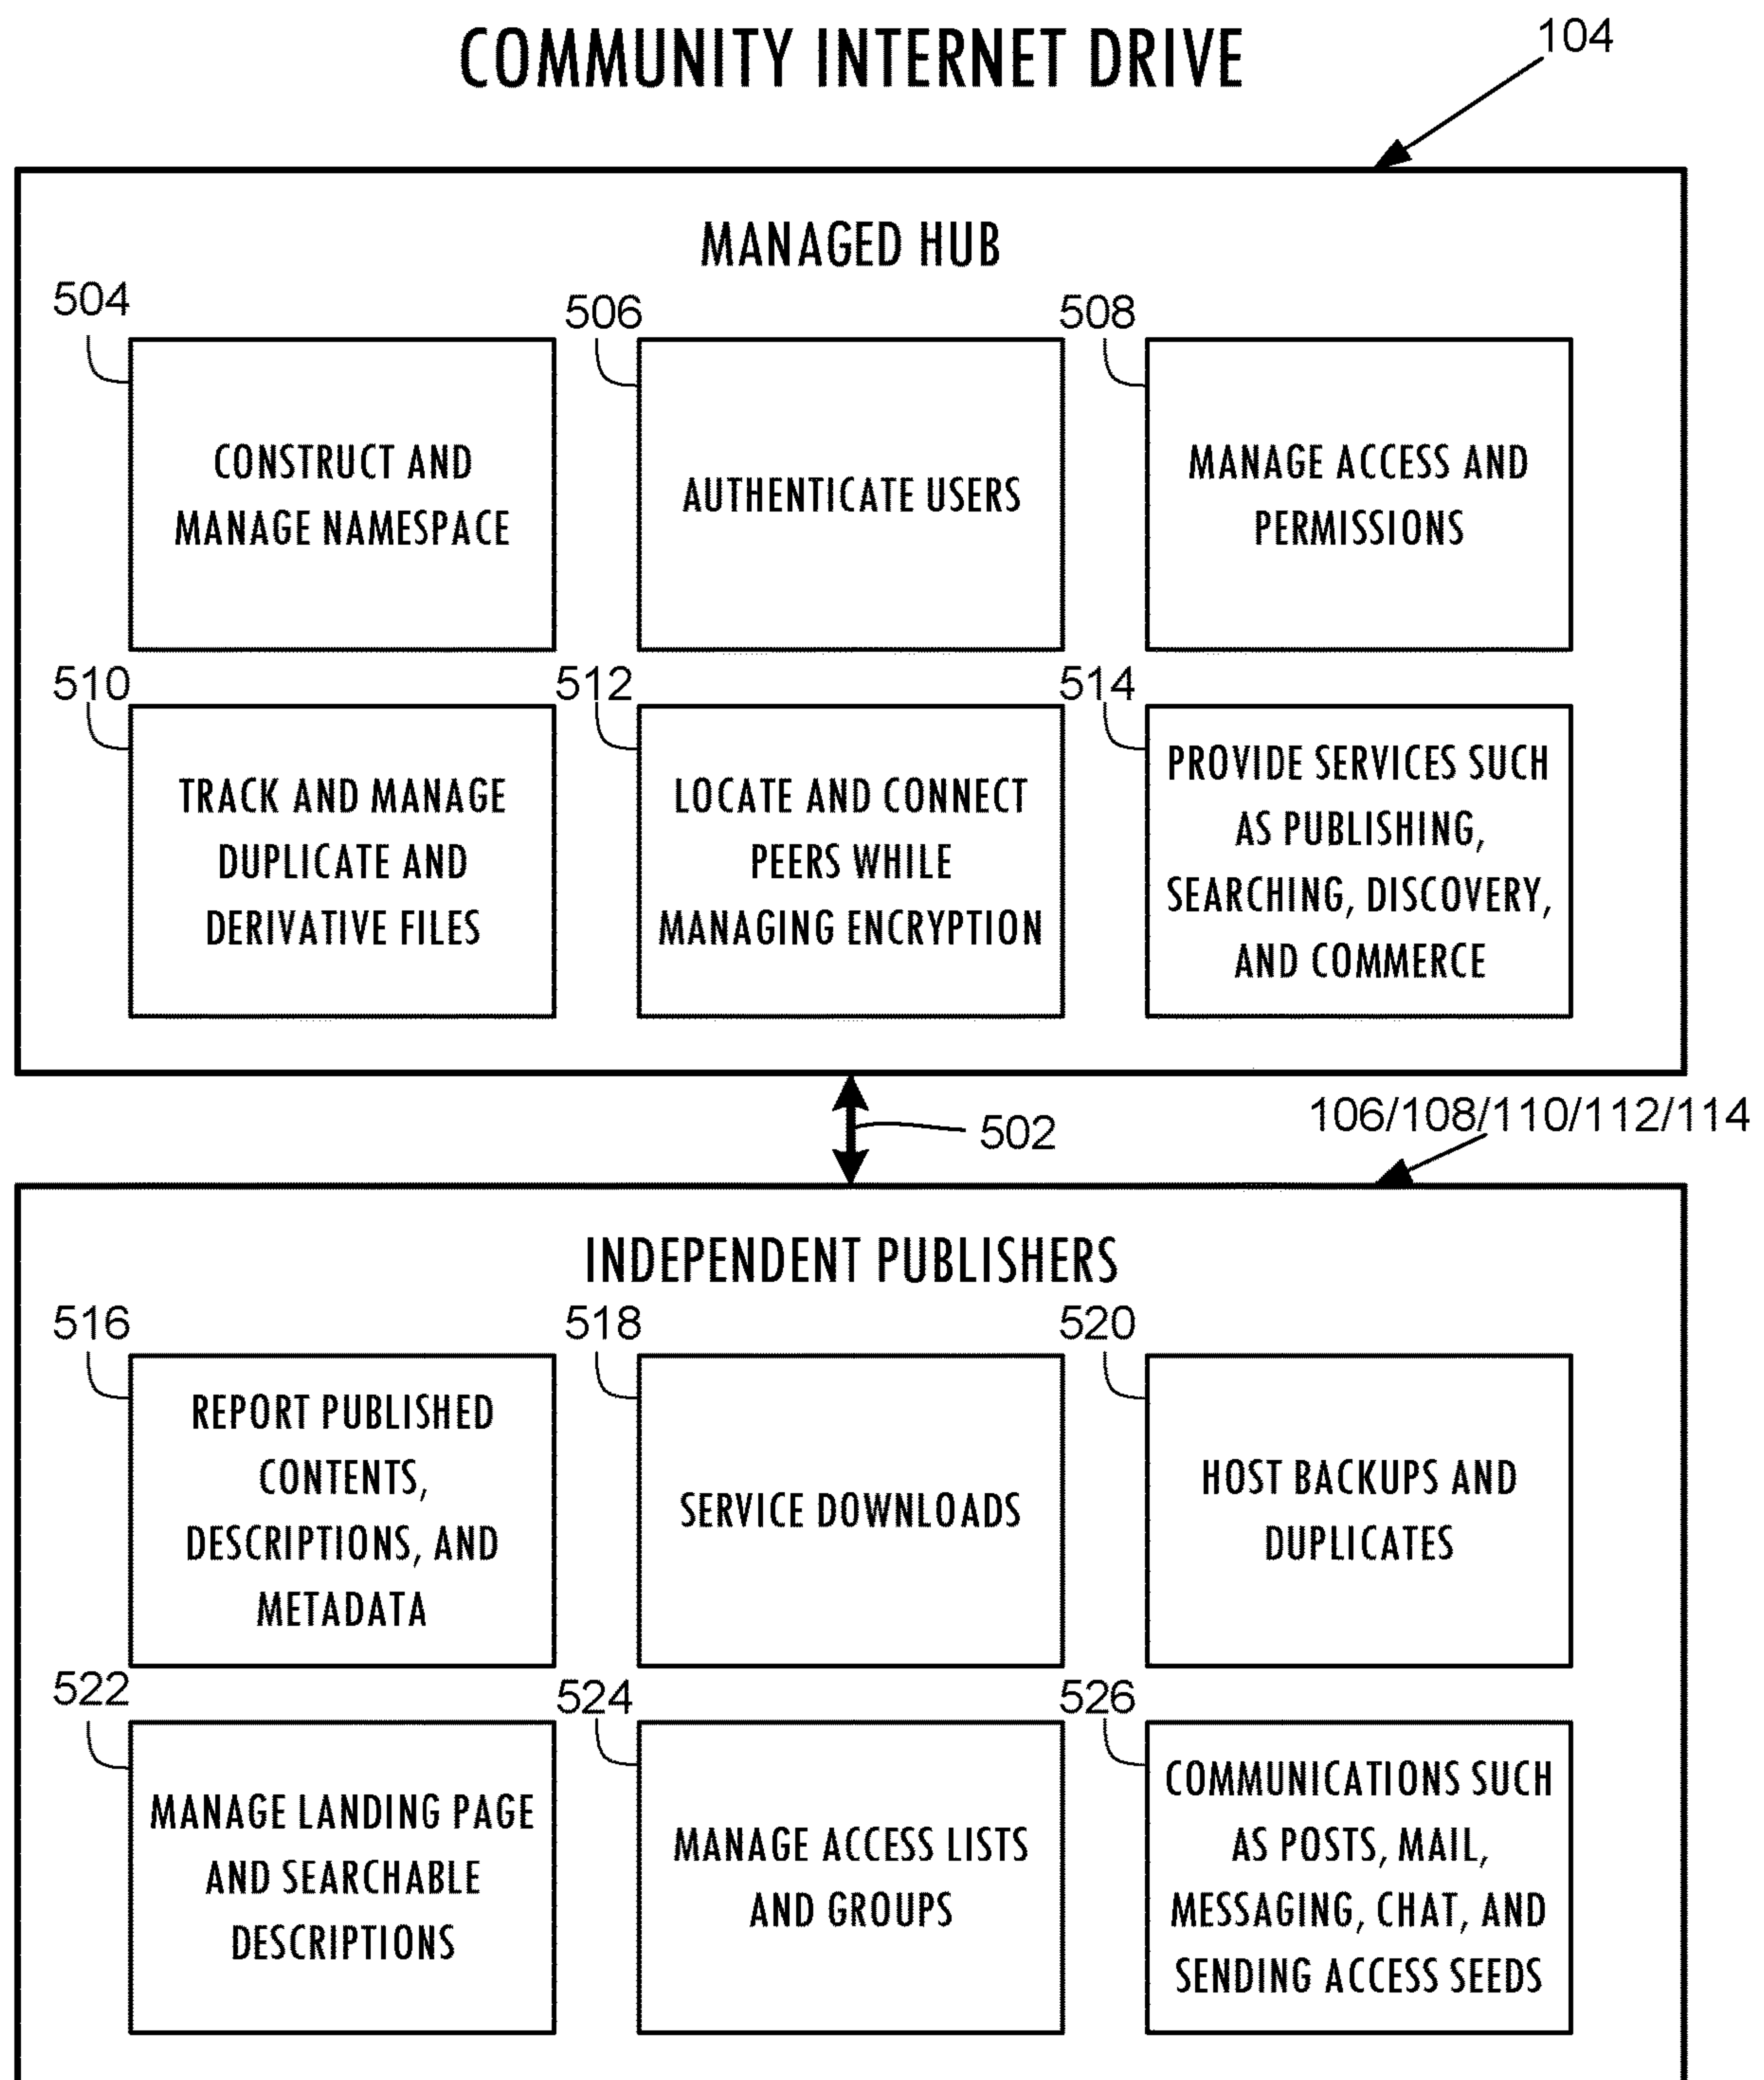 COMMUNITY INTERNET DRIVE
104
MANAGED HUB
504
CONSTRUCT AND
MANAGE NAMESPACE
506
AUTHENTICATE USERS
508
MANAGE ACCESS AND
PERMISSIONS
510
TRACK AND MANAGE
DUPLICATE AND
DERIVATIVE FILES
512
LOCATE AND CONNECT
PEERS WHILE
MANAGING ENCRYPTION
514
PROVIDE SERVICES SUCH
AS PUBLISHING,
SEARCHING, DISCOVERY,
AND COMMERCE
502
106/108/110/112/114
INDEPENDENT PUBLISHERS
516
REPORT PUBLISHED
CONTENTS,
DESCRIPTIONS, AND
METADATA
518
SERVICE DOWNLOADS
520
HOST BACKUPS AND
DUPLICATES
522
MANAGE LANDING PAGE
AND SEARCHABLE
DESCRIPTIONS
524
MANAGE ACCESS LISTS
AND GROUPS
526
COMMUNICATIONS SUCH
AS POSTS, MAIL,
MESSAGING, CHAT, AND
SENDING ACCESS SEEDS